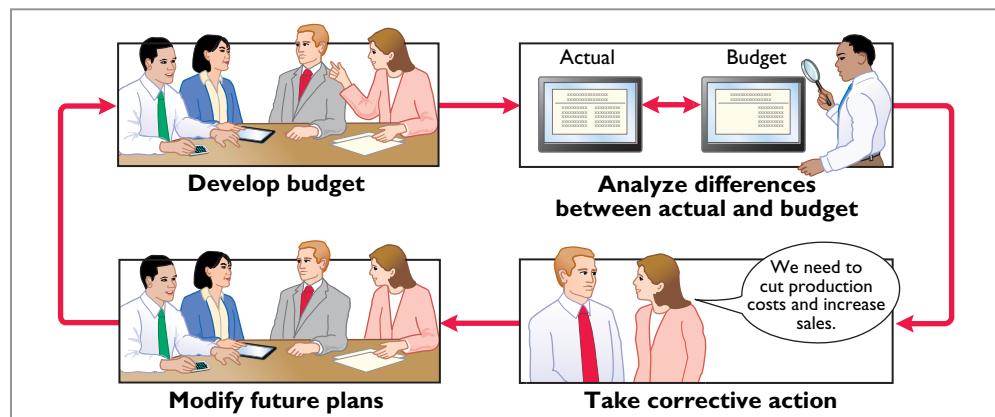 Actual
Budget
Develop budget
Analyze differences
between actual and budget
We need to
cut production
costs and increase
sales.
Modify future plans
Take corrective action